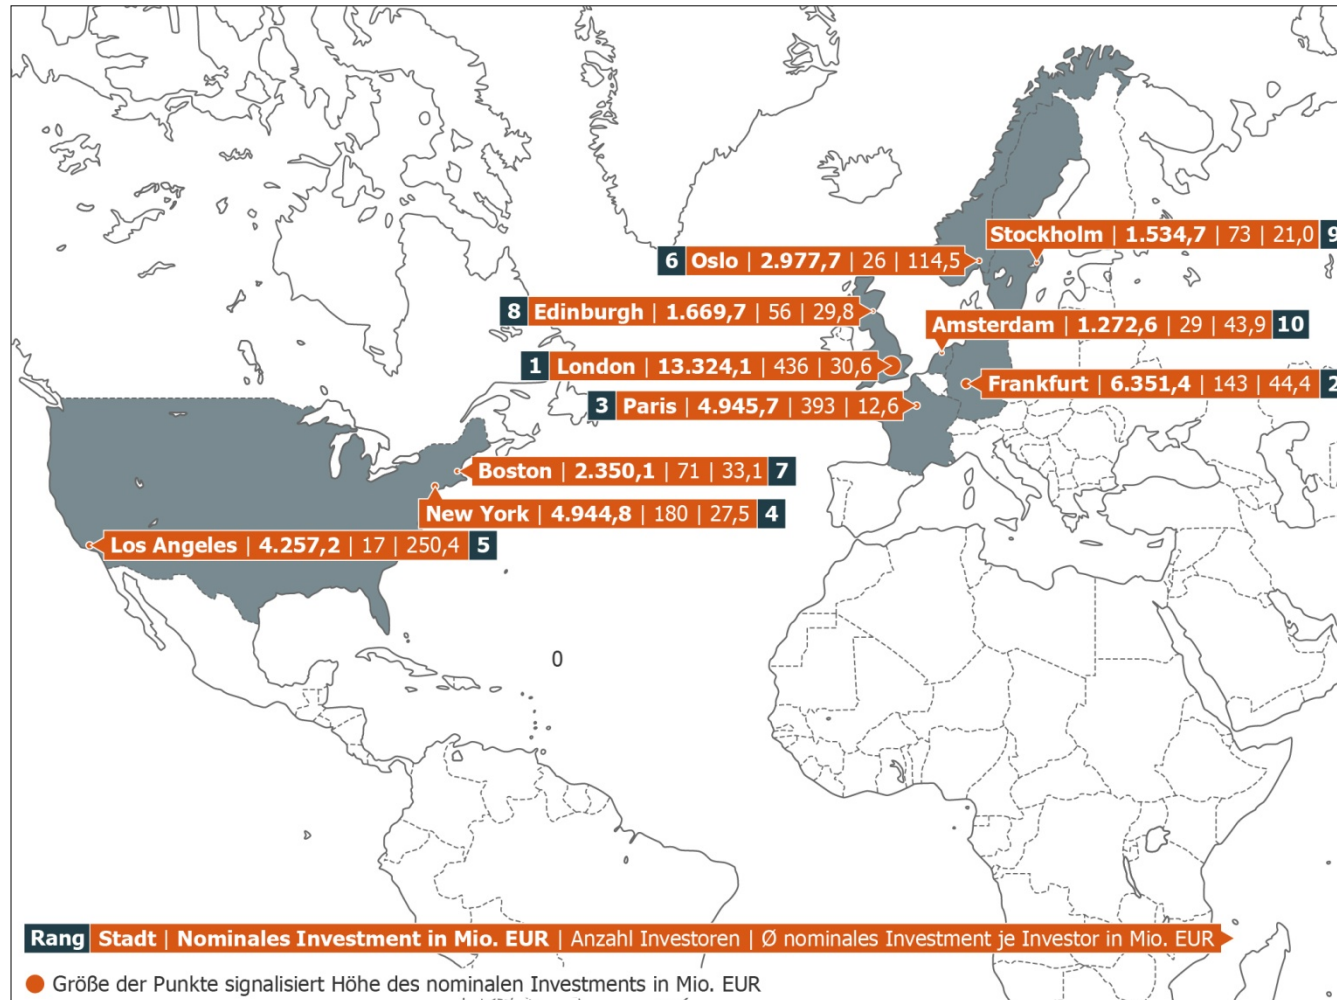 Stockholm | 1.534,7 | 73 | 21,0 9
6 Oslo | 2.977,7 | 26 | 114,5
8 Edinburgh | 1.669,7 | 56 | 29,8
Amsterdam | 1.272,6 | 29 | 43,9 10
1 London | 13.324,1 | 436 | 30,6
Frankfurt | 6.351,4 | 143 | 44,4 2
3 Paris | 4.945,7 | 393 | 12,6
Boston | 2.350,1 | 71 | 33,1 7
New York | 4.944,8 | 180 | 27,5 4
Los Angeles | 4.257,2 | 17 | 250,4 5
0
Rang Stadt | Nominales Investment in Mio. EUR | Anzahl Investoren | Ø nominales Investment je Investor in Mio. EUR
Größe der Punkte signalisiert Höhe des nominalen Investments in Mio. EUR